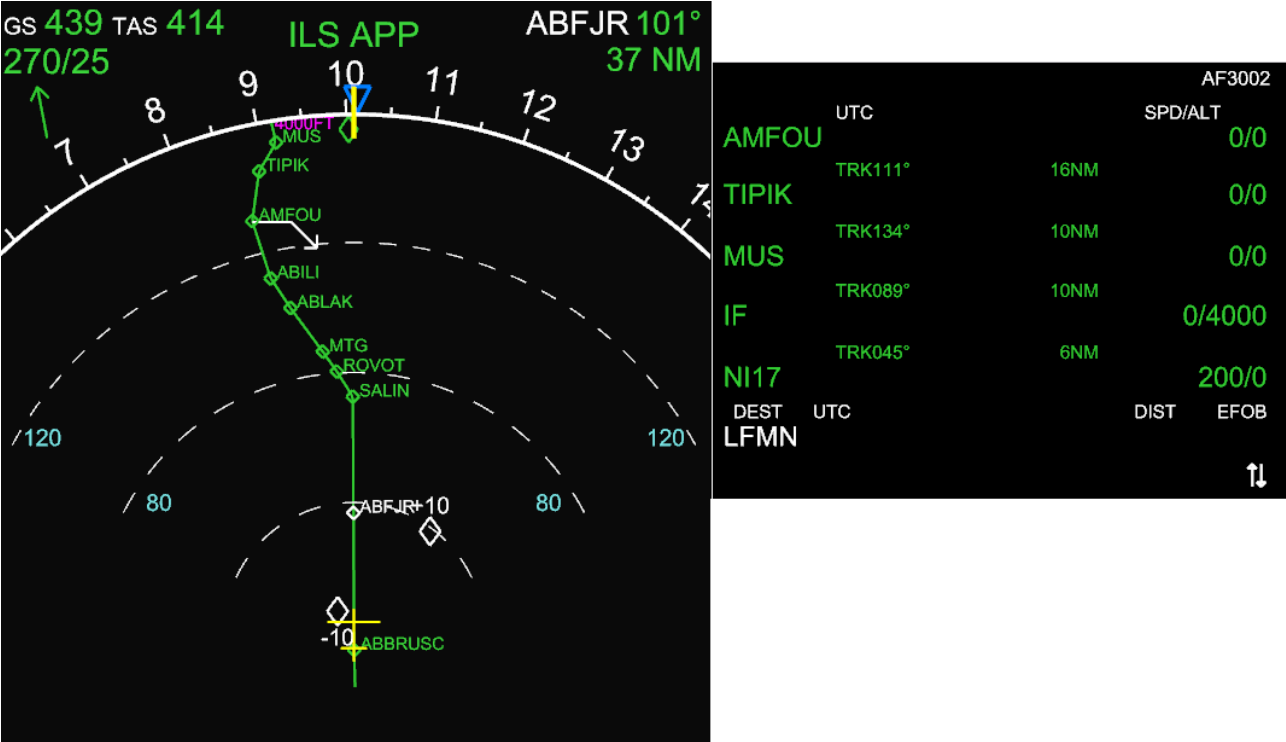 GS 439 TAS 414
ILS APP
ABFJR 101°
270/25
37 NM
7
8
9
10
11
12
13
14
4000FT
MUS
TIPIK
AMFOU
ABILI
ABLAK
MTG
ROVOT
SALIN
120
120
80
80
ABFJR+10
-10
ABBRUSC
AF3002
UTC SPD/ALT
AMFOU 0/0
TRK111° 16NM
TIPIK 0/0
TRK134° 10NM
MUS 0/0
TRK089° 10NM
IF 0/4000
TRK045° 6NM
NI17 200/0
DEST UTC DIST EFOB
LFMN